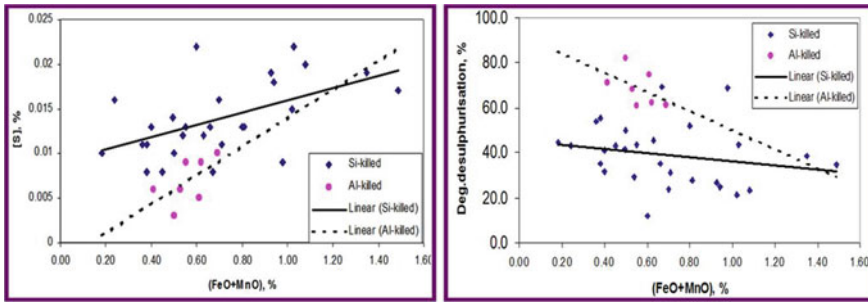 0.025
0.02
0.015
0.01
0.005
0
[S], %
Si-killed
Al-killed
Linear (Si-killed)
Linear (Al-killed)
0.00 0.20 0.40 0.60 0.80 1.00 1.20 1.40 1.60
(FeO+MnO), %
100.0
80.0
60.0
40.0
20.0
0.0
Deg.desulphurtisation, %
Si-killed
Al-killed
Linear (Si-killed)
Linear (Al-killed)
0.00 0.20 0.40 0.60 0.80 1.00 1.20 1.40 1.60
(FeO+MnO), %